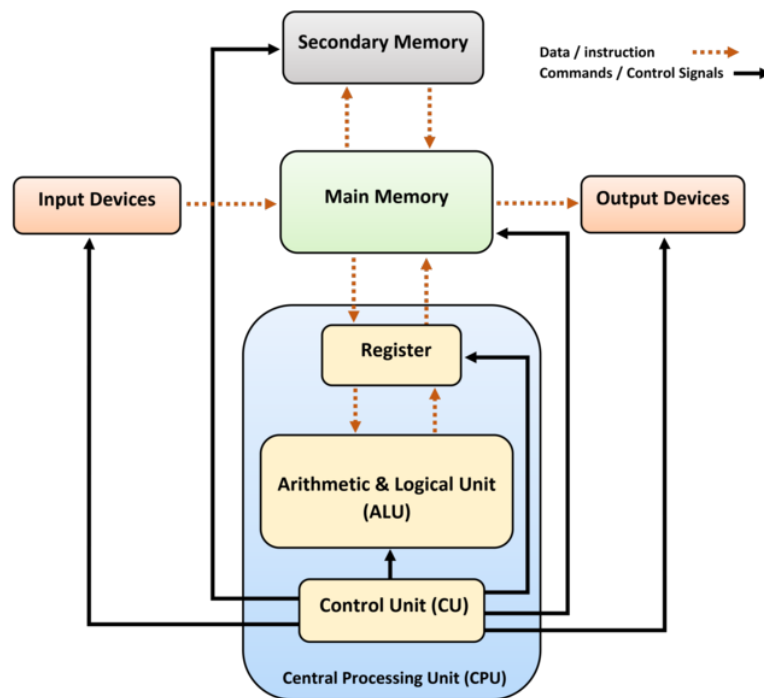 Secondary Memory
Data / instruction
Commands / Control Signals
Input Devices
Main Memory
Output Devices
Register
Arithmetic & Logical Unit
(ALU)
Control Unit (CU)
Central Processing Unit (CPU)